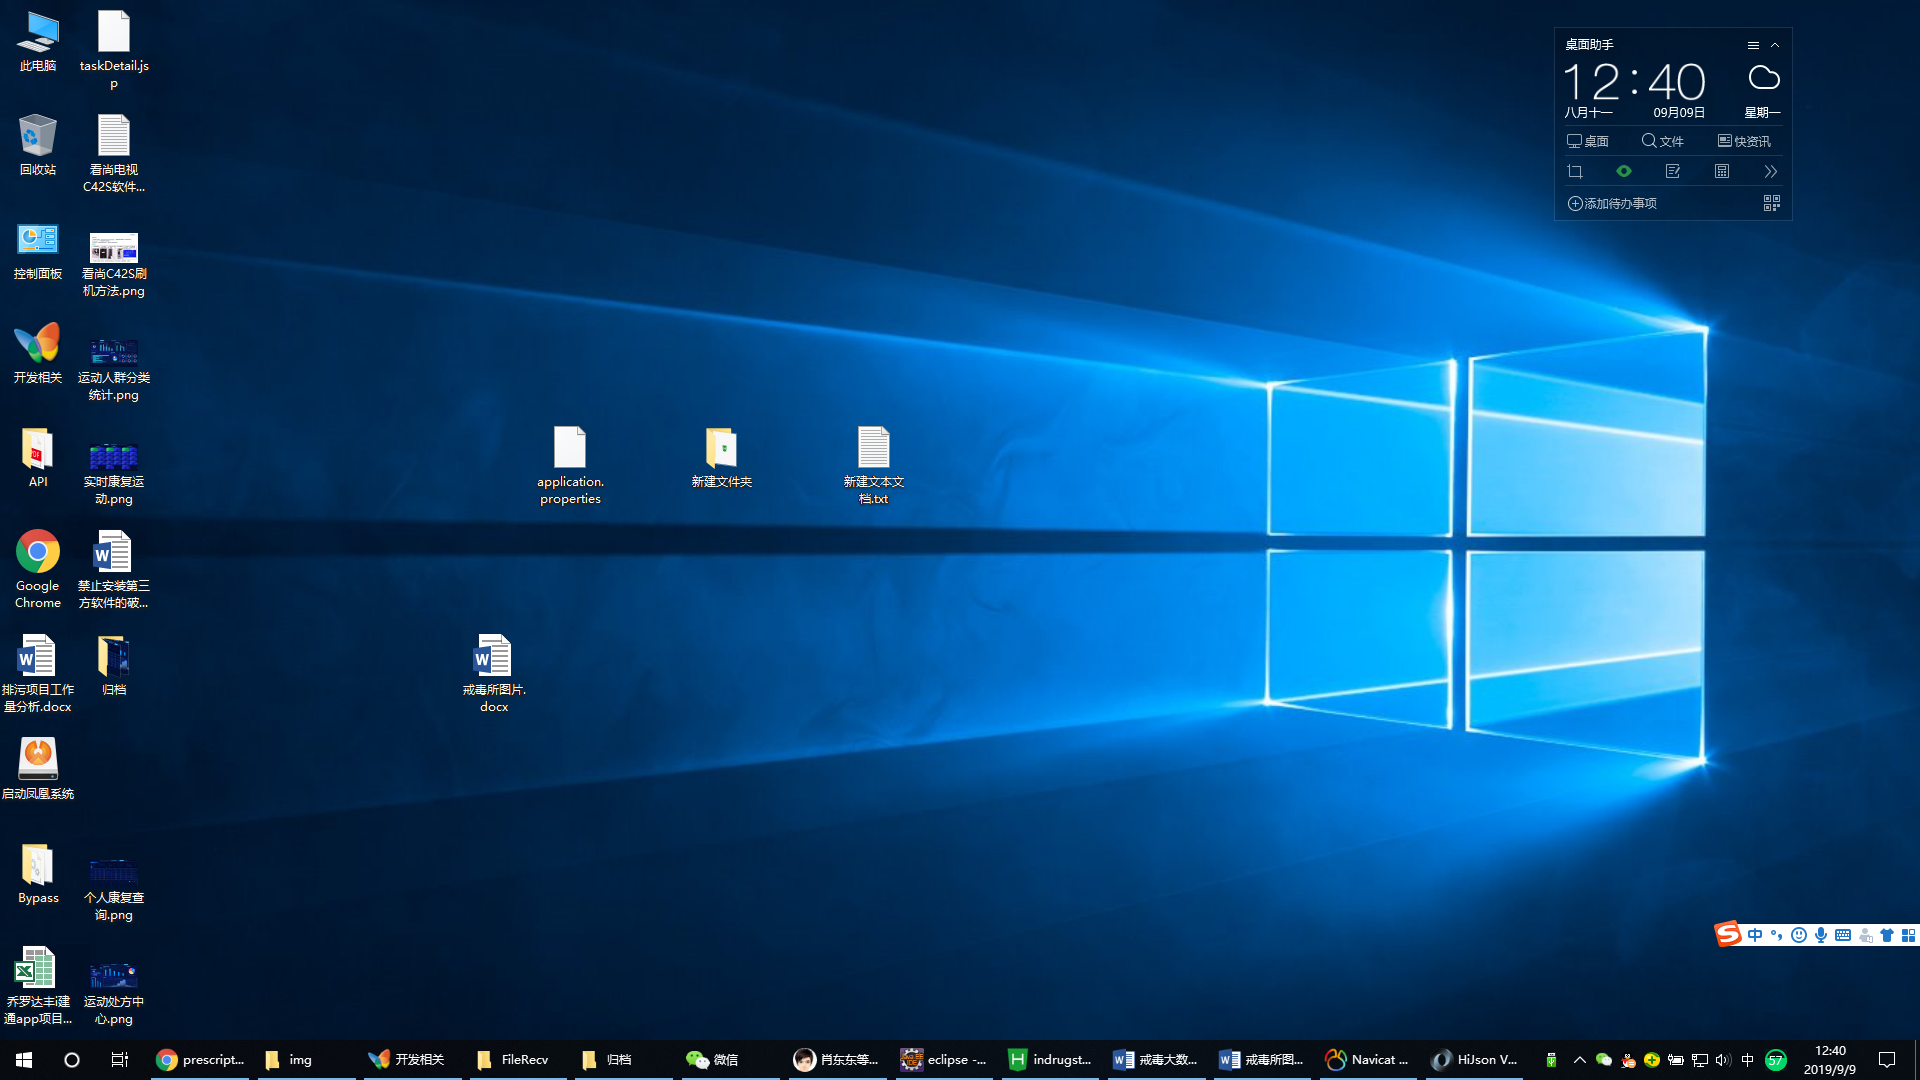 此电脑
taskDetail.js
p
回收站
看尚电视
C42S软件...
控制面板
看尚C42S刷
机方法.png
开发相关
运动人群分类
统计.png
API
实时康复运
动.png
Google
Chrome
禁止安装第三
方软件的破...
排污项目工作
量分析.docx
归档
启动凤凰系统
Bypass
个人康复查
询.png
乔罗达丰i建
通app项目...
运动处方中
心.png
application.
properties
新建文件夹
新建文本文
档.txt
戒毒所图片.
docx
桌面助手
12:40
八月十一 09月09日 星期一
桌面 文件 快资讯
添加待办事项
中
prescript... img 开发相关 FileRecv 归档 微信 肖东东等... eclipse -... indrugst... 戒毒大数... 戒毒所图... Navicat ... HiJson V... 中 57
12:40
2019/9/9